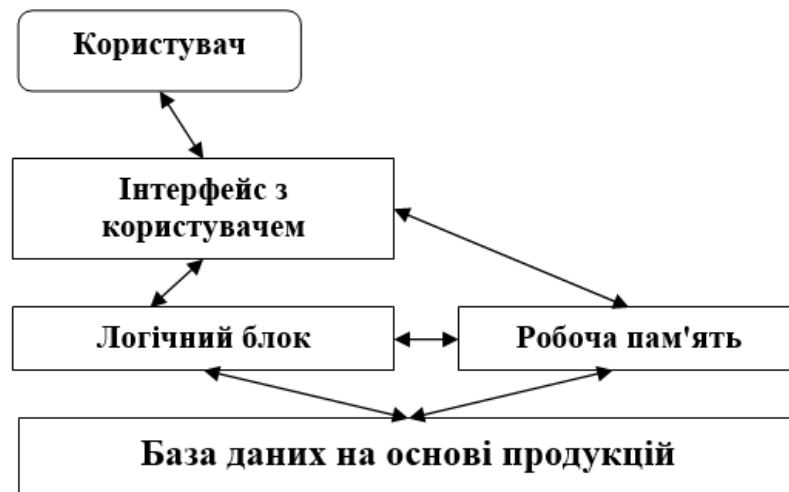 Користувач
Інтерфейс з
користувачем
Логічний блок
Робоча пам'ять
База даних на основі продукцій